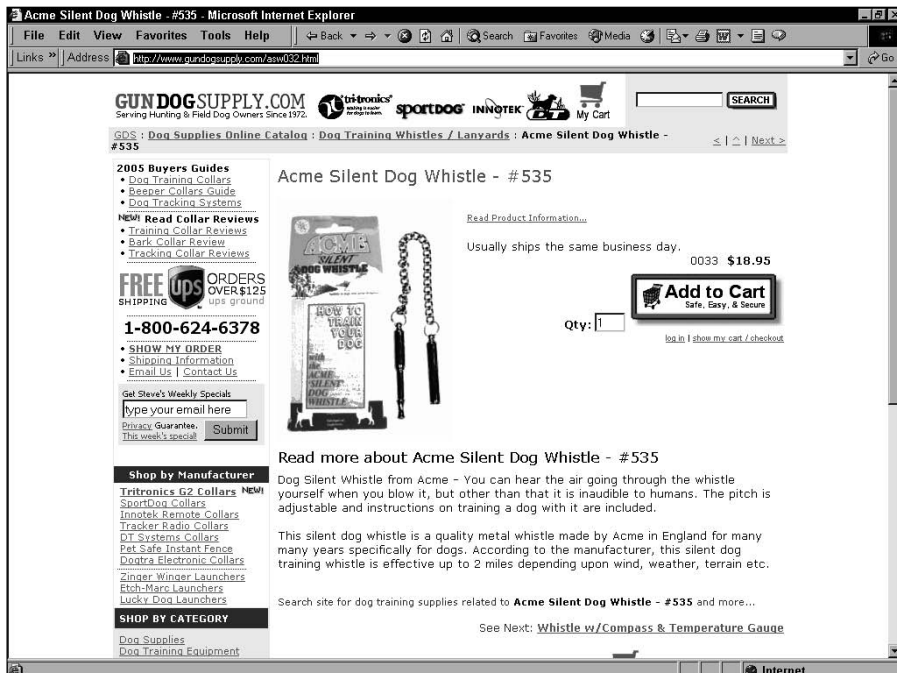 Acme Silent Dog Whistle - #535 - Microsoft Internet Explorer
File Edit View Favorites Tools Help
Back Search Favorites Media
Links » Address http://www.gundogsupply.com/asw032.html Go
GUNDOGSUPPLY.COM
Serving Hunting & Field Dog Owners Since 1972.
tri-tronics
SPORTDOG INNOTEK DT My Cart SEARCH
GDS : Dog Supplies Online Catalog : Dog Training Whistles / Lanyards : Acme Silent Dog Whistle -
#535
< | ^ | Next >
2005 Buyers Guides
• Dog Training Collars
• Beeper Collars Guide
• Dog Tracking Systems
NEW! Read Collar Reviews
• Training Collar Reviews
• Bark Collar Review
• Tracking Collar Reviews
FREE SHIPPING ups ORDERS OVER $125
ups ground
1-800-624-6378
• SHOW MY ORDER
• Shipping Information
• Email Us | Contact Us
Get Steve's Weekly Specials
type your email here
Privacy Guarantee.
This week's special!
Submit
Shop by Manufacturer
Tritronics G2 Collars NEW!
SportDog Collars
Innotek Remote Collars
Tracker Radio Collars
DT Systems Collars
Pet Safe Instant Fence
Dogtra Electronic Collars
Zinger Winger Launchers
Etch-Marc Launchers
Lucky Dog Launchers
SHOP BY CATEGORY
Dog Supplies
Dog Training Equipment
Acme Silent Dog Whistle - #535
ACME
SILENT
DOG WHISTLE
HOW TO
TRAIN
YOUR
DOG
with
the
ACME
'SILENT'
DOG
WHISTLE
Read Product Information...
Usually ships the same business day.
0033 $18.95
Add to Cart
Safe, Easy, & Secure
Qty: 1
log in | show my cart / checkout
Read more about Acme Silent Dog Whistle - #535
Dog Silent Whistle from Acme - You can hear the air going through the whistle
yourself when you blow it, but other than that it is inaudible to humans. The pitch is
adjustable and instructions on training a dog with it are included.
This silent dog whistle is a quality metal whistle made by Acme in England for many
many years specifically for dogs. According to the manufacturer, this silent dog
training whistle is effective up to 2 miles depending upon wind, weather, terrain etc.
Search site for dog training supplies related to Acme Silent Dog Whistle - #535 and more...
See Next: Whistle w/Compass & Temperature Gauge
Internet